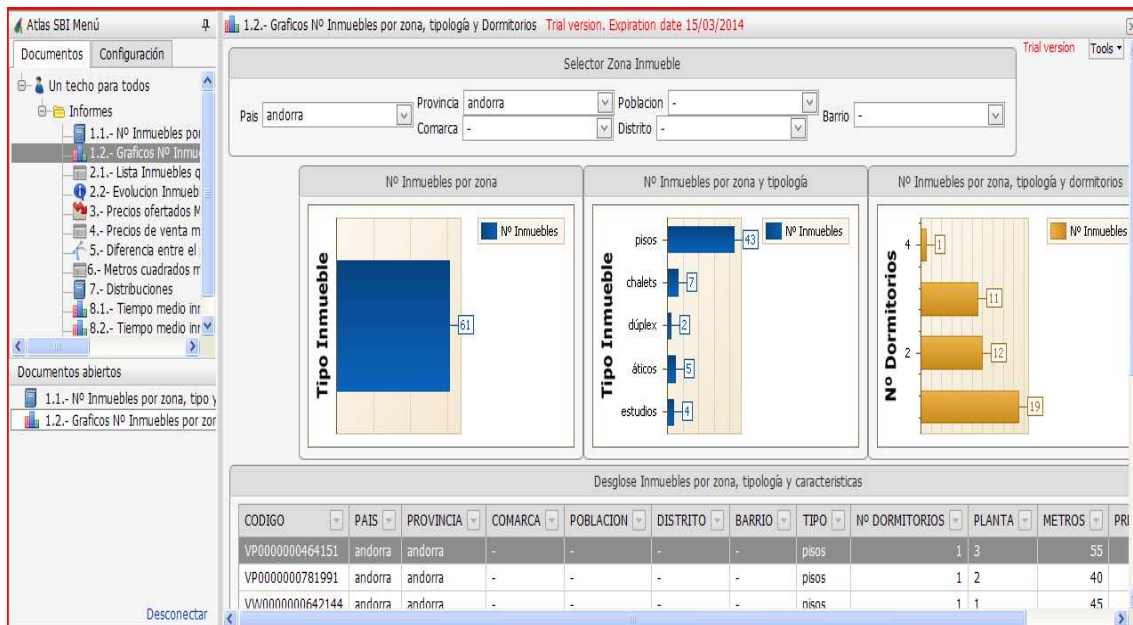 Atlas SBI Menú
Documentos Configuración
Un techo para todos
Informes
1.1.- Nº Inmuebles por
1.2.- Graficos Nº Inmu
2.1.- Lista Inmuebles q
2.2- Evolucion Inmueb
3.- Precios ofertados M
4.- Precios de venta m
5.- Diferencia entre el
6.- Metros cuadrados m
7.- Distribuciones
8.1.- Tiempo medio inr
8.2.- Tiempo medio inr
Documentos abiertos
1.1.- Nº Inmuebles por zona, tipo y
1.2.- Graficos Nº Inmuebles por zor
Desconectar
1.2.- Graficos Nº Inmuebles por zona, tipología y Dormitorios Trial version. Expiration date 15/03/2014
Trial version Tools
Selector Zona Inmueble
Pais andorra Provincia andorra Poblacion - Barrio -
Comarca - Distrito -
Nº Inmuebles por zona
Tipo Inmueble
Nº Inmuebles
61
Nº Inmuebles por zona y tipología
Tipo Inmueble
Nº Inmuebles
pisos 43
chalets 7
dúplex 2
áticos 5
estudios 4
Nº Inmuebles por zona, tipología y dormitorios
Nº Dormitorios
Nº Inmuebles
4 1
11
2 12
19
Desglose Inmuebles por zona, tipología y caracteristicas
CODIGO PAIS PROVINCIA COMARCA POBLACION DISTRITO BARRIO TIPO Nº DORMITORIOS PLANTA METROS PRE
VP0000000464151 andorra andorra - - - - pisos 1 3 55
VP0000000781991 andorra andorra - - - - pisos 1 2 40
VW0000000642144 andorra andorra - - - - pisos 1 1 45